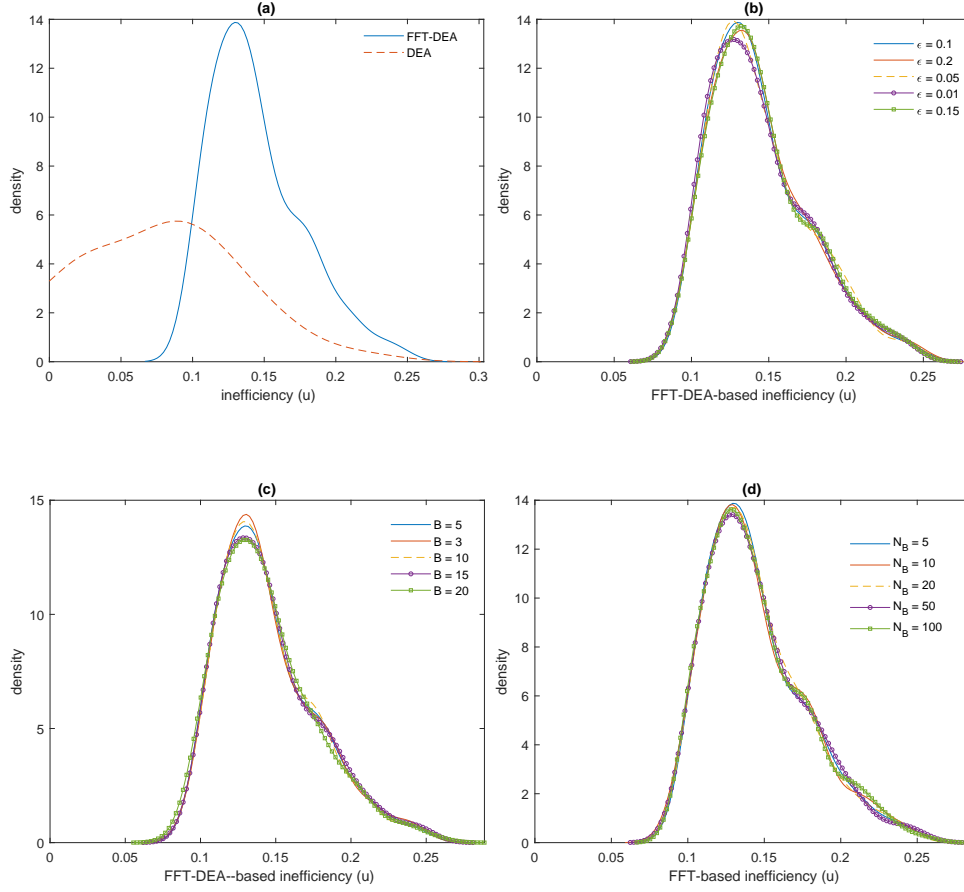 (a)
14
12
10
8
6
4
2
0
density
0
0.05
0.1
0.15
0.2
0.25
0.3
inefficiency (u)
FFT-DEA
DEA
(b)
14
12
10
8
6
4
2
0
density
0
0.05
0.1
0.15
0.2
0.25
FFT-DEA-based inefficiency (u)
ϵ = 0.1
ϵ = 0.2
ϵ = 0.05
ϵ = 0.01
ϵ = 0.15
(c)
15
10
5
0
density
0
0.05
0.1
0.15
0.2
0.25
FFT-DEA--based inefficiency (u)
B = 5
B = 3
B = 10
B = 15
B = 20
(d)
14
12
10
8
6
4
2
0
density
0
0.05
0.1
0.15
0.2
0.25
FFT-based inefficiency (u)
N_B = 5
N_B = 10
N_B = 20
N_B = 50
N_B = 100